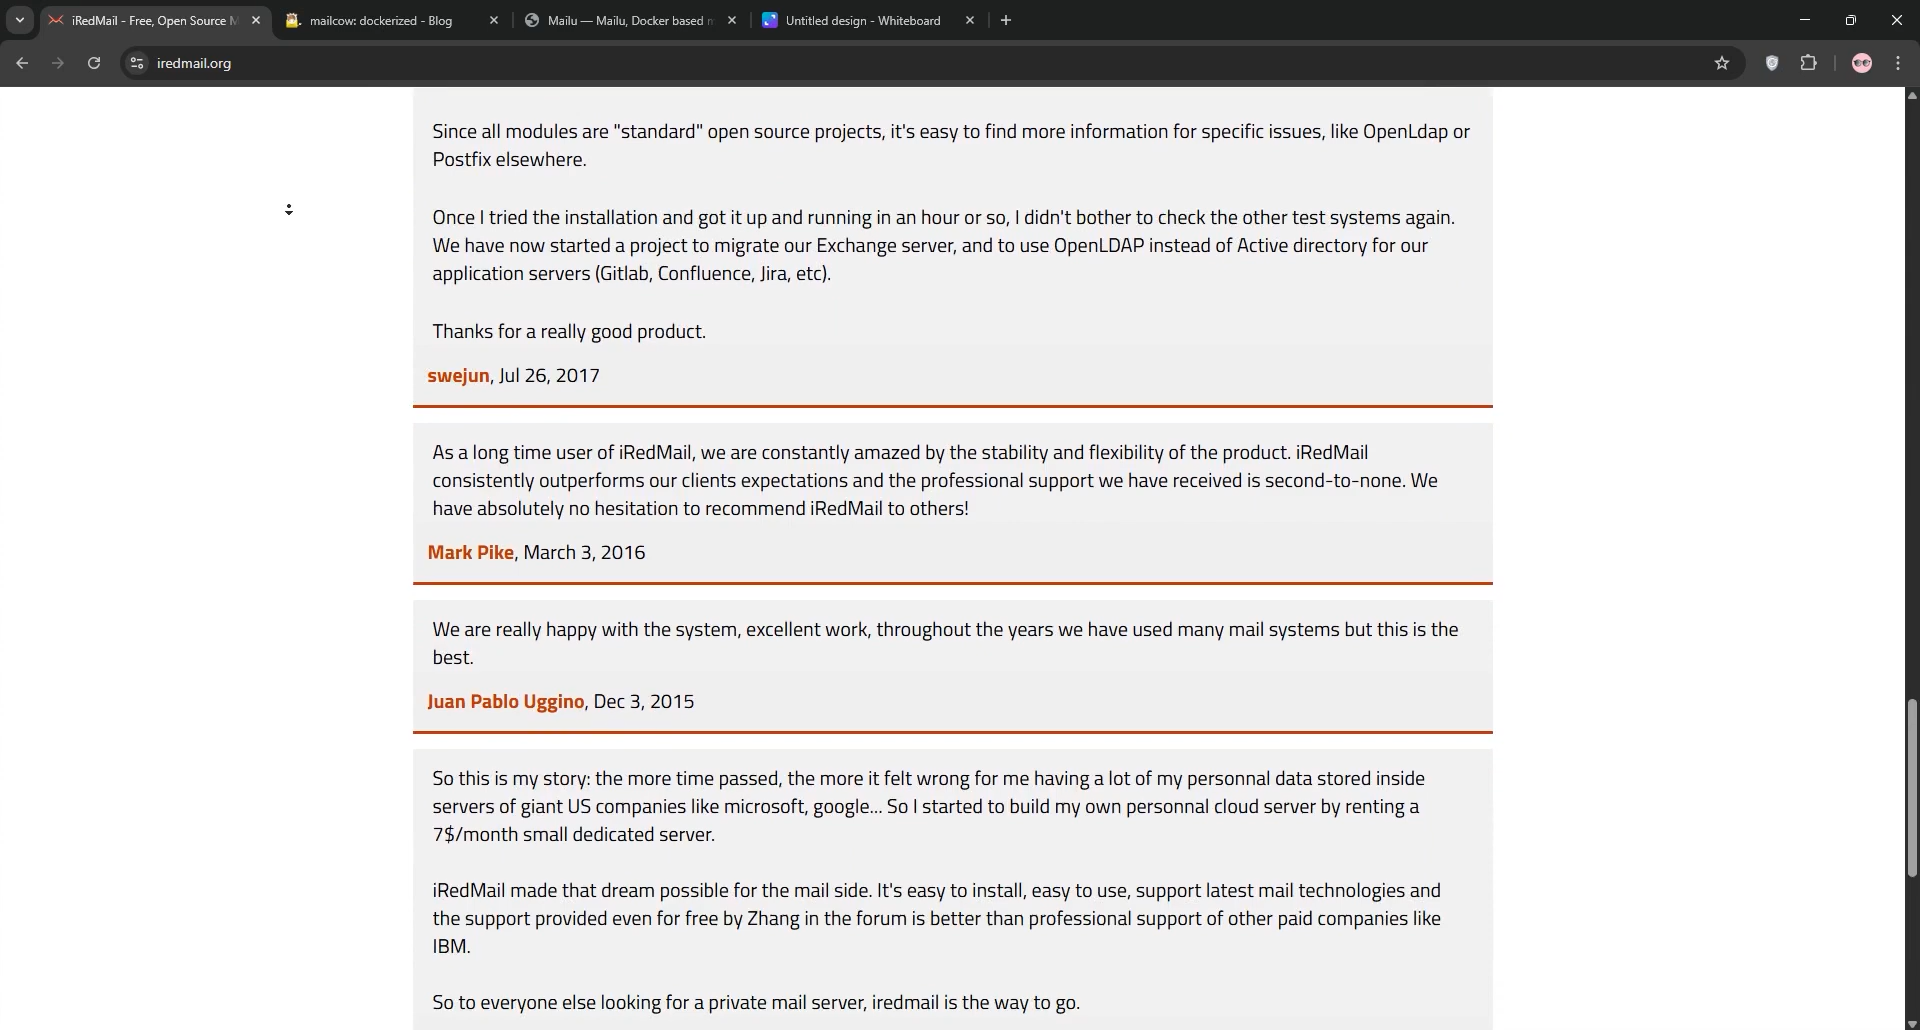 iRedMail - Free, Open Source M
mailcow: dockerized - Blog
Mailu — Mailu, Docker based m
Untitled design - Whiteboard
iredmail.org
Since all modules are "standard" open source projects, it's easy to find more information for specific issues, like OpenLdap or
Postfix elsewhere.
Once I tried the installation and got it up and running in an hour or so, I didn't bother to check the other test systems again.
We have now started a project to migrate our Exchange server, and to use OpenLDAP instead of Active directory for our
application servers (Gitlab, Confluence, Jira, etc).
Thanks for a really good product.
swejun, Jul 26, 2017
As a long time user of iRedMail, we are constantly amazed by the stability and flexibility of the product. iRedMail
consistently outperforms our clients expectations and the professional support we have received is second-to-none. We
have absolutely no hesitation to recommend iRedMail to others!
Mark Pike, March 3, 2016
We are really happy with the system, excellent work, throughout the years we have used many mail systems but this is the
best.
Juan Pablo Uggino, Dec 3, 2015
So this is my story: the more time passed, the more it felt wrong for me having a lot of my personnal data stored inside
servers of giant US companies like microsoft, google... So I started to build my own personnal cloud server by renting a
7$/month small dedicated server.
iRedMail made that dream possible for the mail side. It's easy to install, easy to use, support latest mail technologies and
the support provided even for free by Zhang in the forum is better than professional support of other paid companies like
IBM.
So to everyone else looking for a private mail server, iredmail is the way to go.